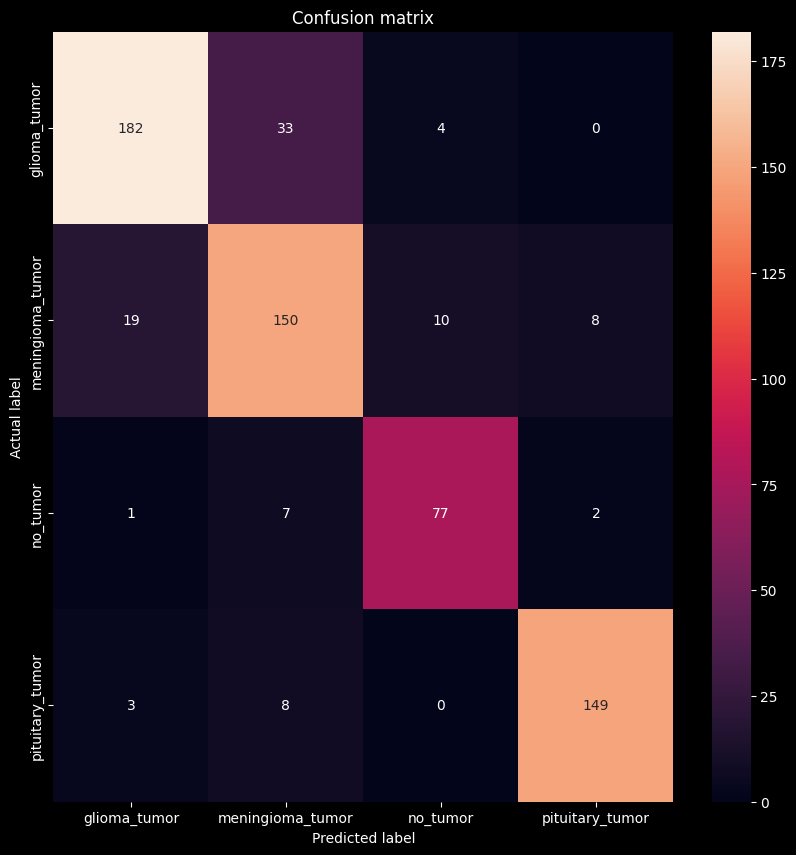 Confusion matrix
glioma_tumor 182 33 4 0
meningioma_tumor 19 150 10 8
no_tumor 1 7 77 2
pituitary_tumor 3 8 0 149
Actual label
glioma_tumor meningioma_tumor no_tumor pituitary_tumor
Predicted label
175
150
125
100
75
50
25
0